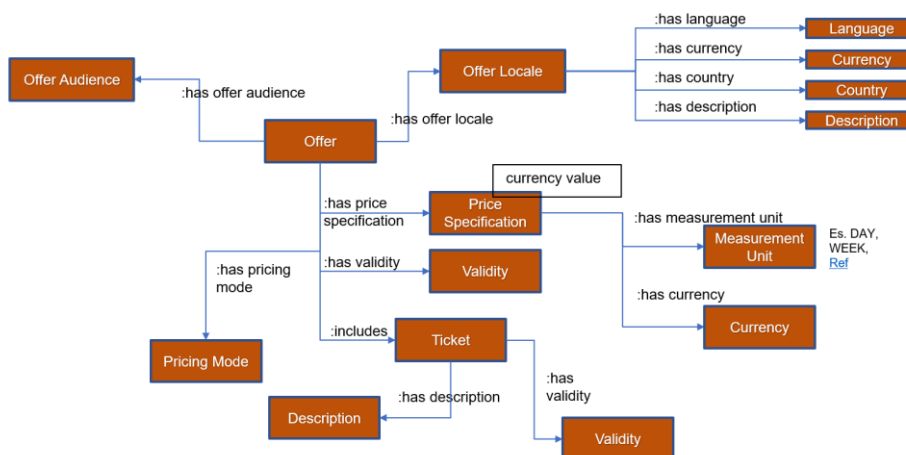 :has language
Language
:has currency
Currency
Offer Audience
Offer Locale
:has country
Country
:has offer audience
:has description
Description
:has offer locale
Offer
currency value
:has price
specification
Price
Specification
:has measurement unit
Measurement
Unit
Es. DAY,
WEEK,
Ref
:has pricing
mode
:has validity
Validity
:has currency
Currency
:includes
Ticket
Pricing Mode
:has description
:has
validity
Description
Validity